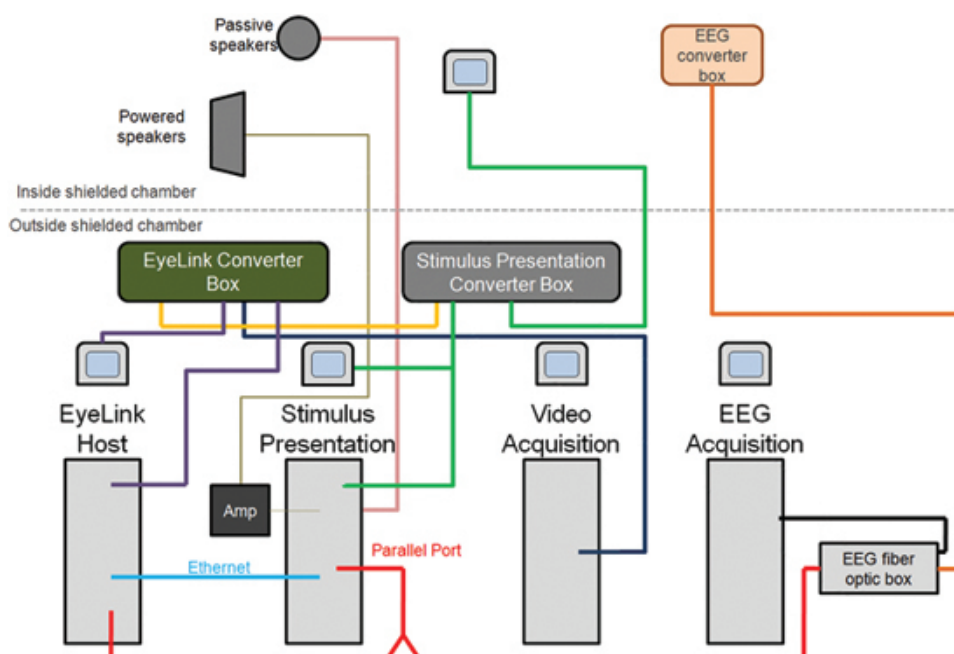 Passive
speakers
EEG
converter
box
Powered
speakers
Inside shielded chamber
Outside shielded chamber
EyeLink Converter
Box
Stimulus Presentation
Converter Box
EyeLink
Host
Stimulus
Presentation
Video
Acquisition
EEG
Acquisition
Amp
Parallel Port
Ethernet
EEG fiber
optic box